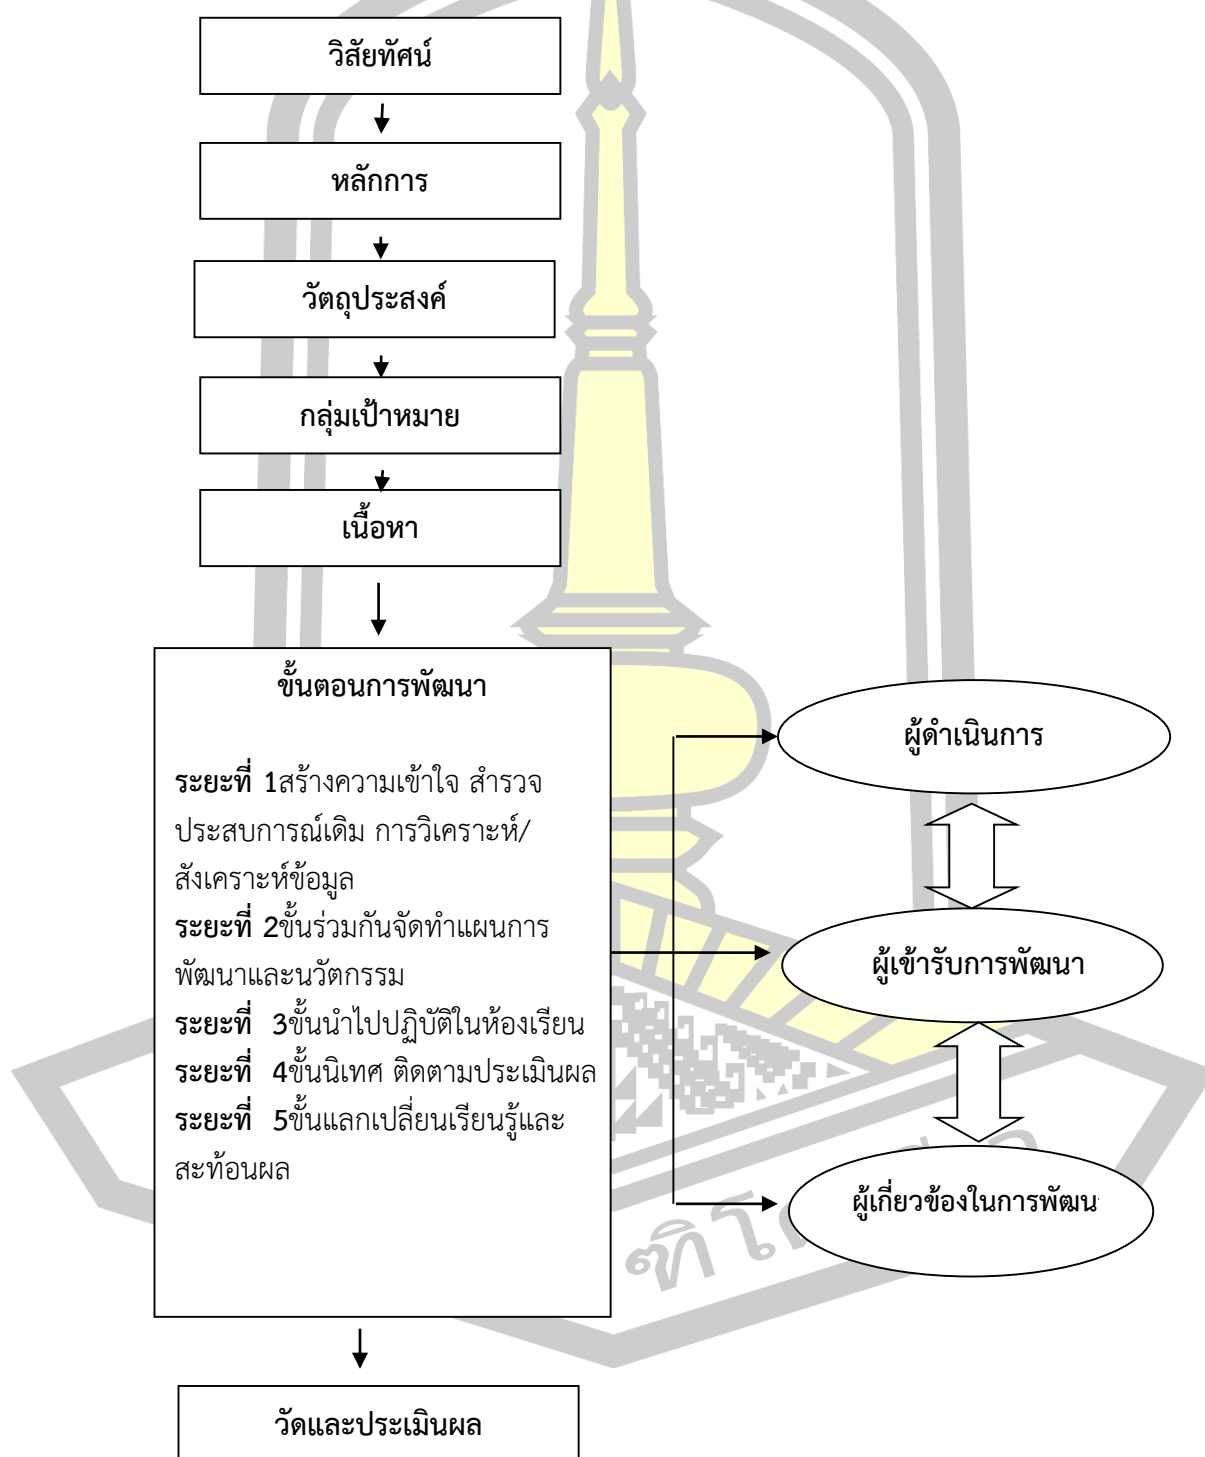 วิสัยทัศน์
หลักการ
วัตถุประสงค์
กลุ่มเป้าหมาย
เนื้อหา
ขั้นตอนการพัฒนา
ระยะที่ 1สร้างความเข้าใจ สำรวจ
ประสบการณ์เดิม การวิเคราะห์/
สังเคราะห์ข้อมูล
ระยะที่ 2ขั้นร่วมกันจัดทำแผนการ
พัฒนาและนวัตกรรม
ระยะที่ 3ขั้นนำไปปฏิบัติในห้องเรียน
ระยะที่ 4ขั้นนิเทศ ติดตามประเมินผล
ระยะที่ 5ขั้นแลกเปลี่ยนเรียนรู้และ
สะท้อนผล
ผู้ดำเนินการ
ผู้เข้ารับการพัฒนา
ผู้เกี่ยวข้องในการพัฒน
วัดและประเมินผล